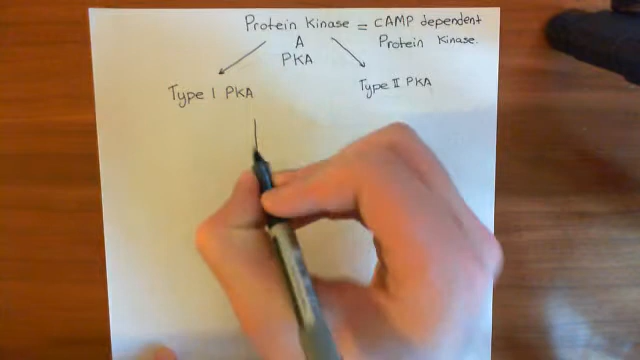 Protein Kinase = cAMP dependent
A Protein Kinase.
PKA
Type I PKA Type II PKA